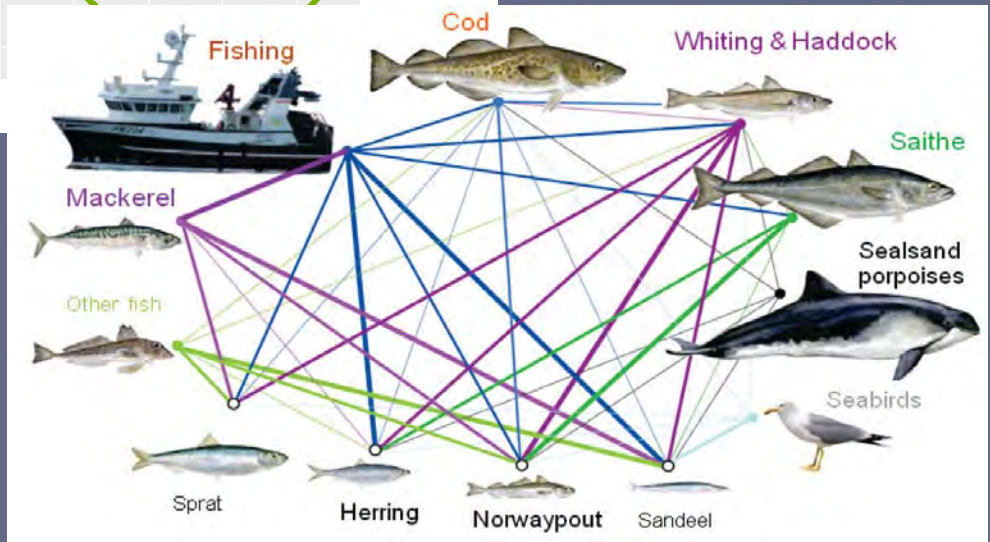 Cod
Fishing
Whiting & Haddock
Saithe
Mackerel
Sealsand
porpoises
Other fish
Seabirds
Sprat
Herring
Norwaypout
Sandeel